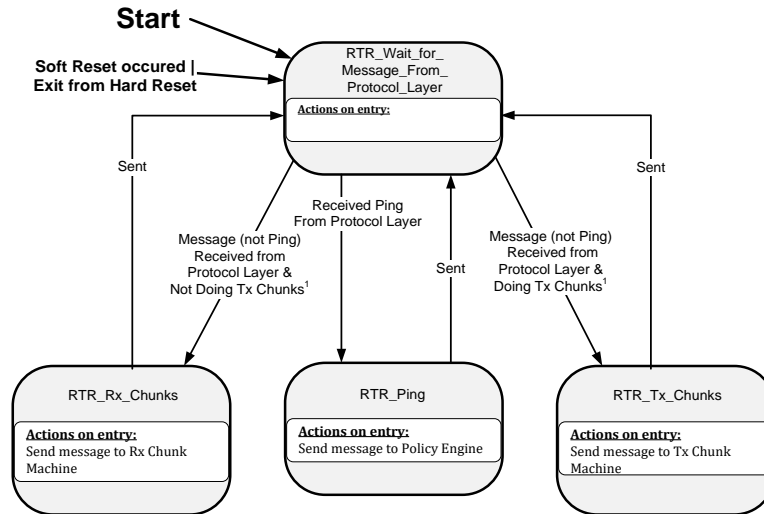 Start
Soft Reset occured |
Exit from Hard Reset
RTR_Wait_for_
Message_From_
Protocol_Layer
Actions on entry:
Sent
Received Ping
From Protocol Layer
Message (not Ping)
Received from
Protocol Layer &
Not Doing Tx Chunks1
Sent
Message (not Ping)
Received from
Protocol Layer &
Doing Tx Chunks1
Sent
RTR_Rx_Chunks
Actions on entry:
Send message to Rx Chunk
Machine
RTR_Ping
Actions on entry:
Send message to Policy Engine
RTR_Tx_Chunks
Actions on entry:
Send message to Tx Chunk
Machine